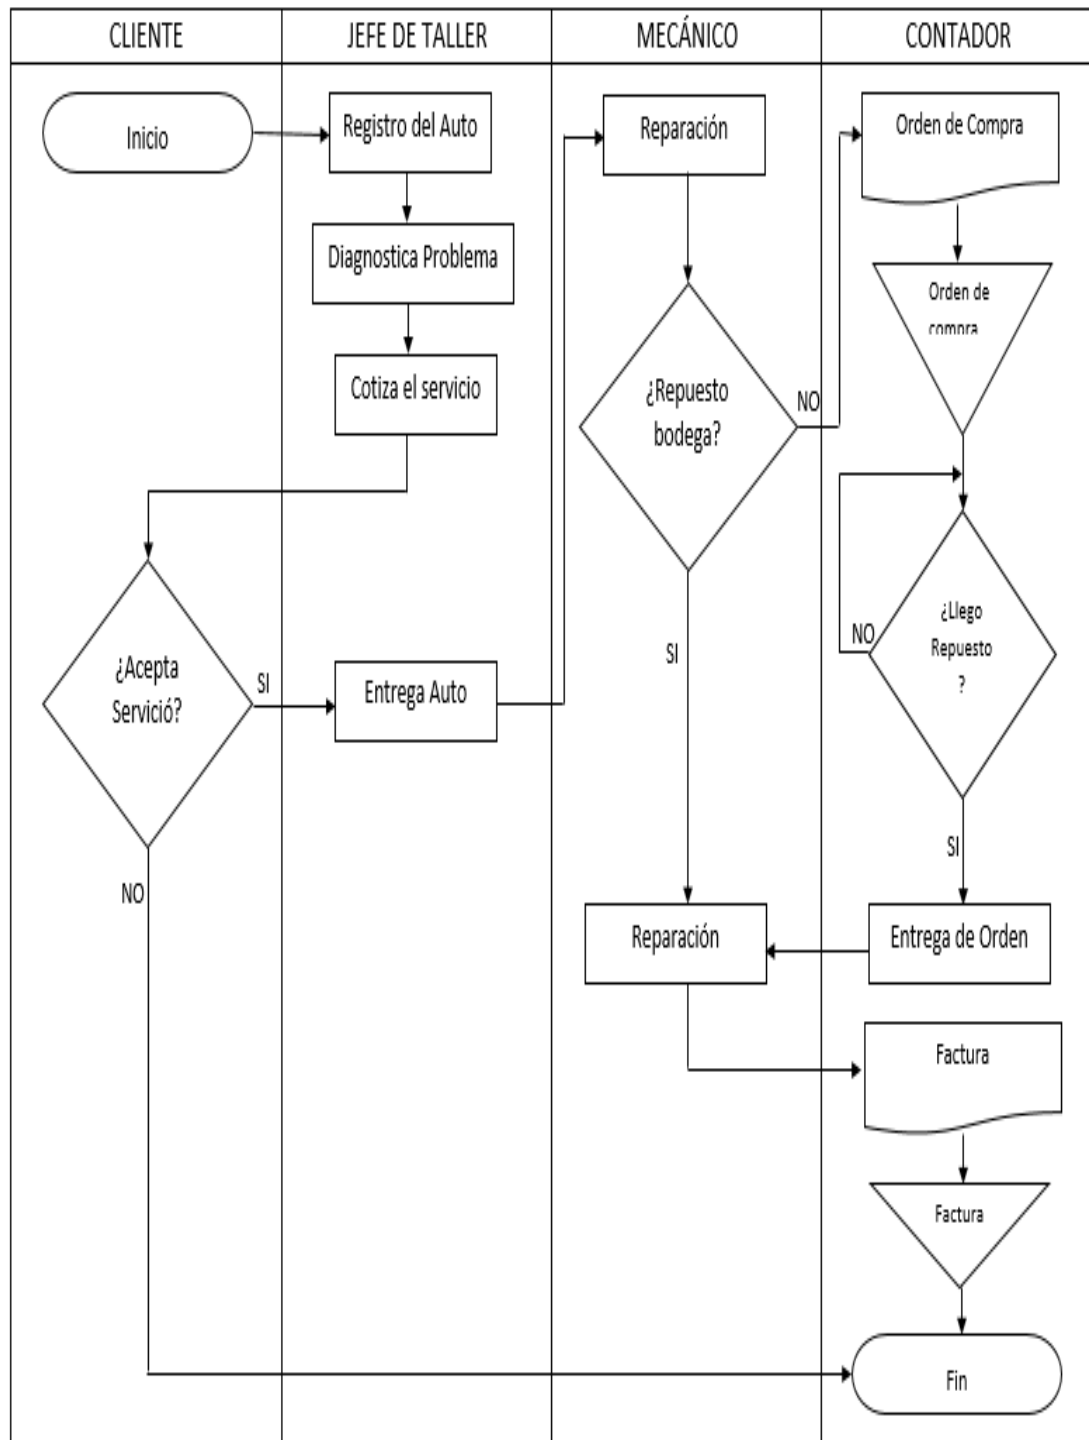 CLIENTE
JEFE DE TALLER
MECÁNICO
CONTADOR
Inicio
Registro del Auto
Reparación
Orden de Compra
Diagnostica Problema
Orden de
compra
Cotiza el servicio
¿Repuesto
bodega?
NO
¿Acepta
Servició?
SI
Entrega Auto
SI
¿Llego
Repuesto
?
NO
NO
SI
Reparación
Entrega de Orden
Factura
Factura
Fin